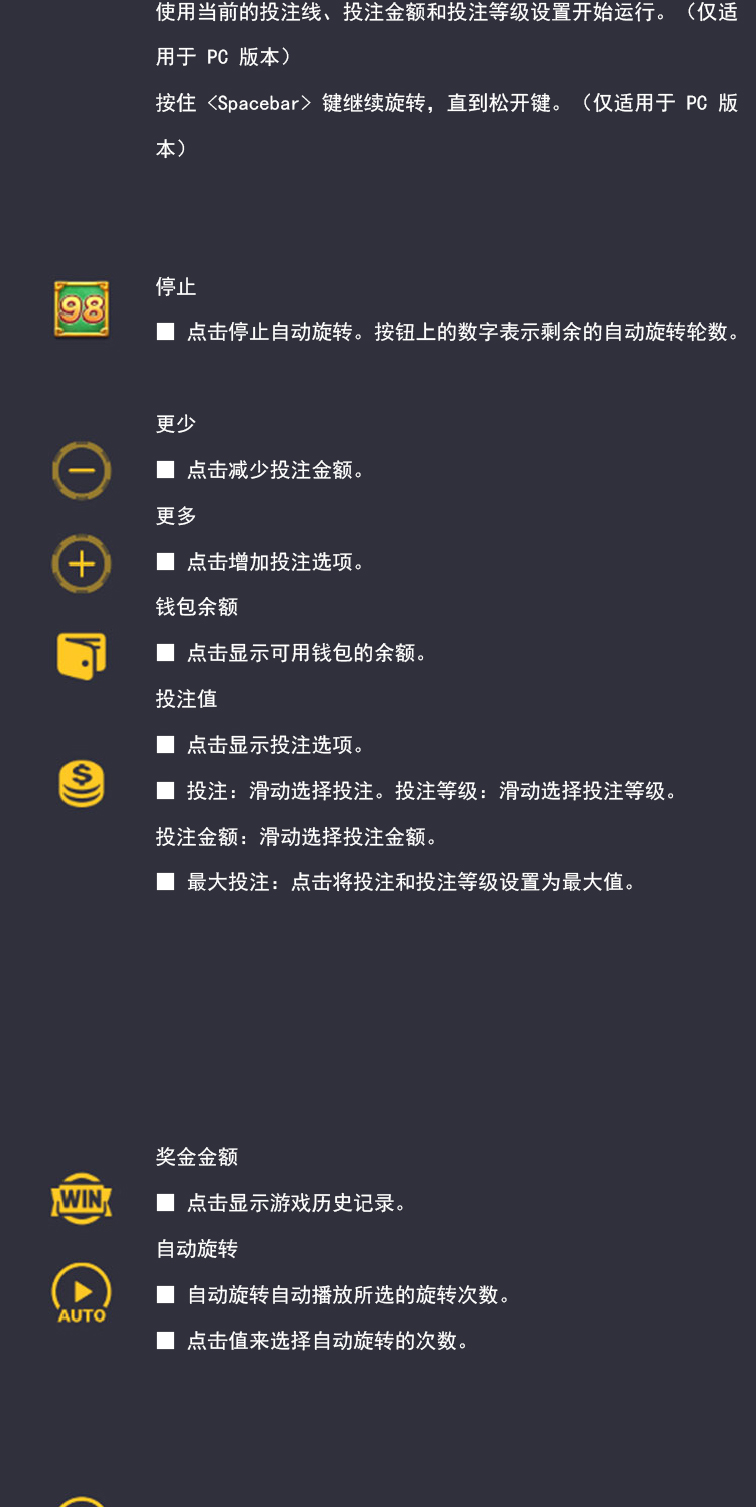 使用当前的投注线、投注金额和投注等级设置开始运行。（仅适
用于 PC 版本）
按住 <Spacebar> 键继续旋转，直到松开键。（仅适用于 PC 版
本）
停止
98
■ 点击停止自动旋转。按钮上的数字表示剩余的自动旋转轮数。
更少
■ 点击减少投注金额。
更多
■ 点击增加投注选项。
钱包余额
■ 点击显示可用钱包的余额。
投注值
■ 点击显示投注选项。
■ 投注：滑动选择投注。投注等级：滑动选择投注等级。
投注金额：滑动选择投注金额。
■ 最大投注：点击将投注和投注等级设置为最大值。
奖金金额
WIN
■ 点击显示游戏历史记录。
自动旋转
■ 自动旋转自动播放所选的旋转次数。
AUTO
■ 点击值来选择自动旋转的次数。